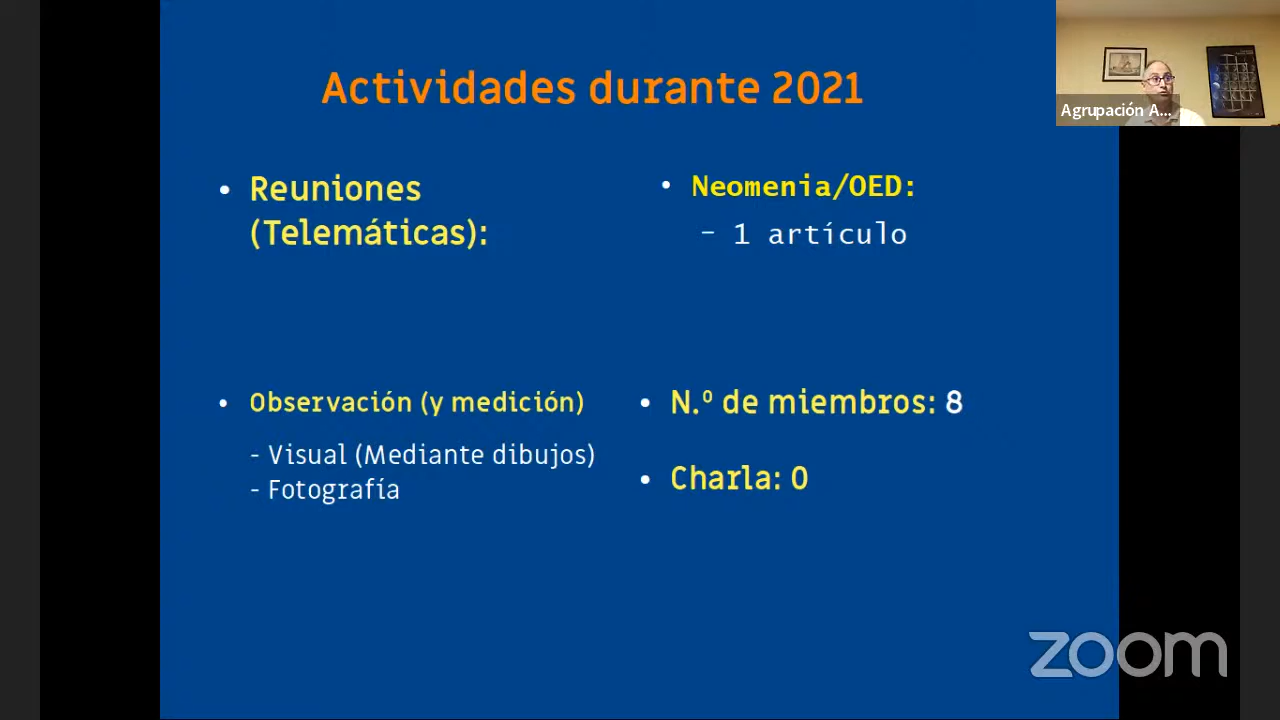 Actividades durante 2021
Agrupación A...
• Reuniones
(Telemáticas):
• Neomenia/OED:
– 1 artículo
• Observación (y medición)
- Visual (Mediante dibujos)
- Fotografía
• N.º de miembros: 8
• Charla: 0
zoom